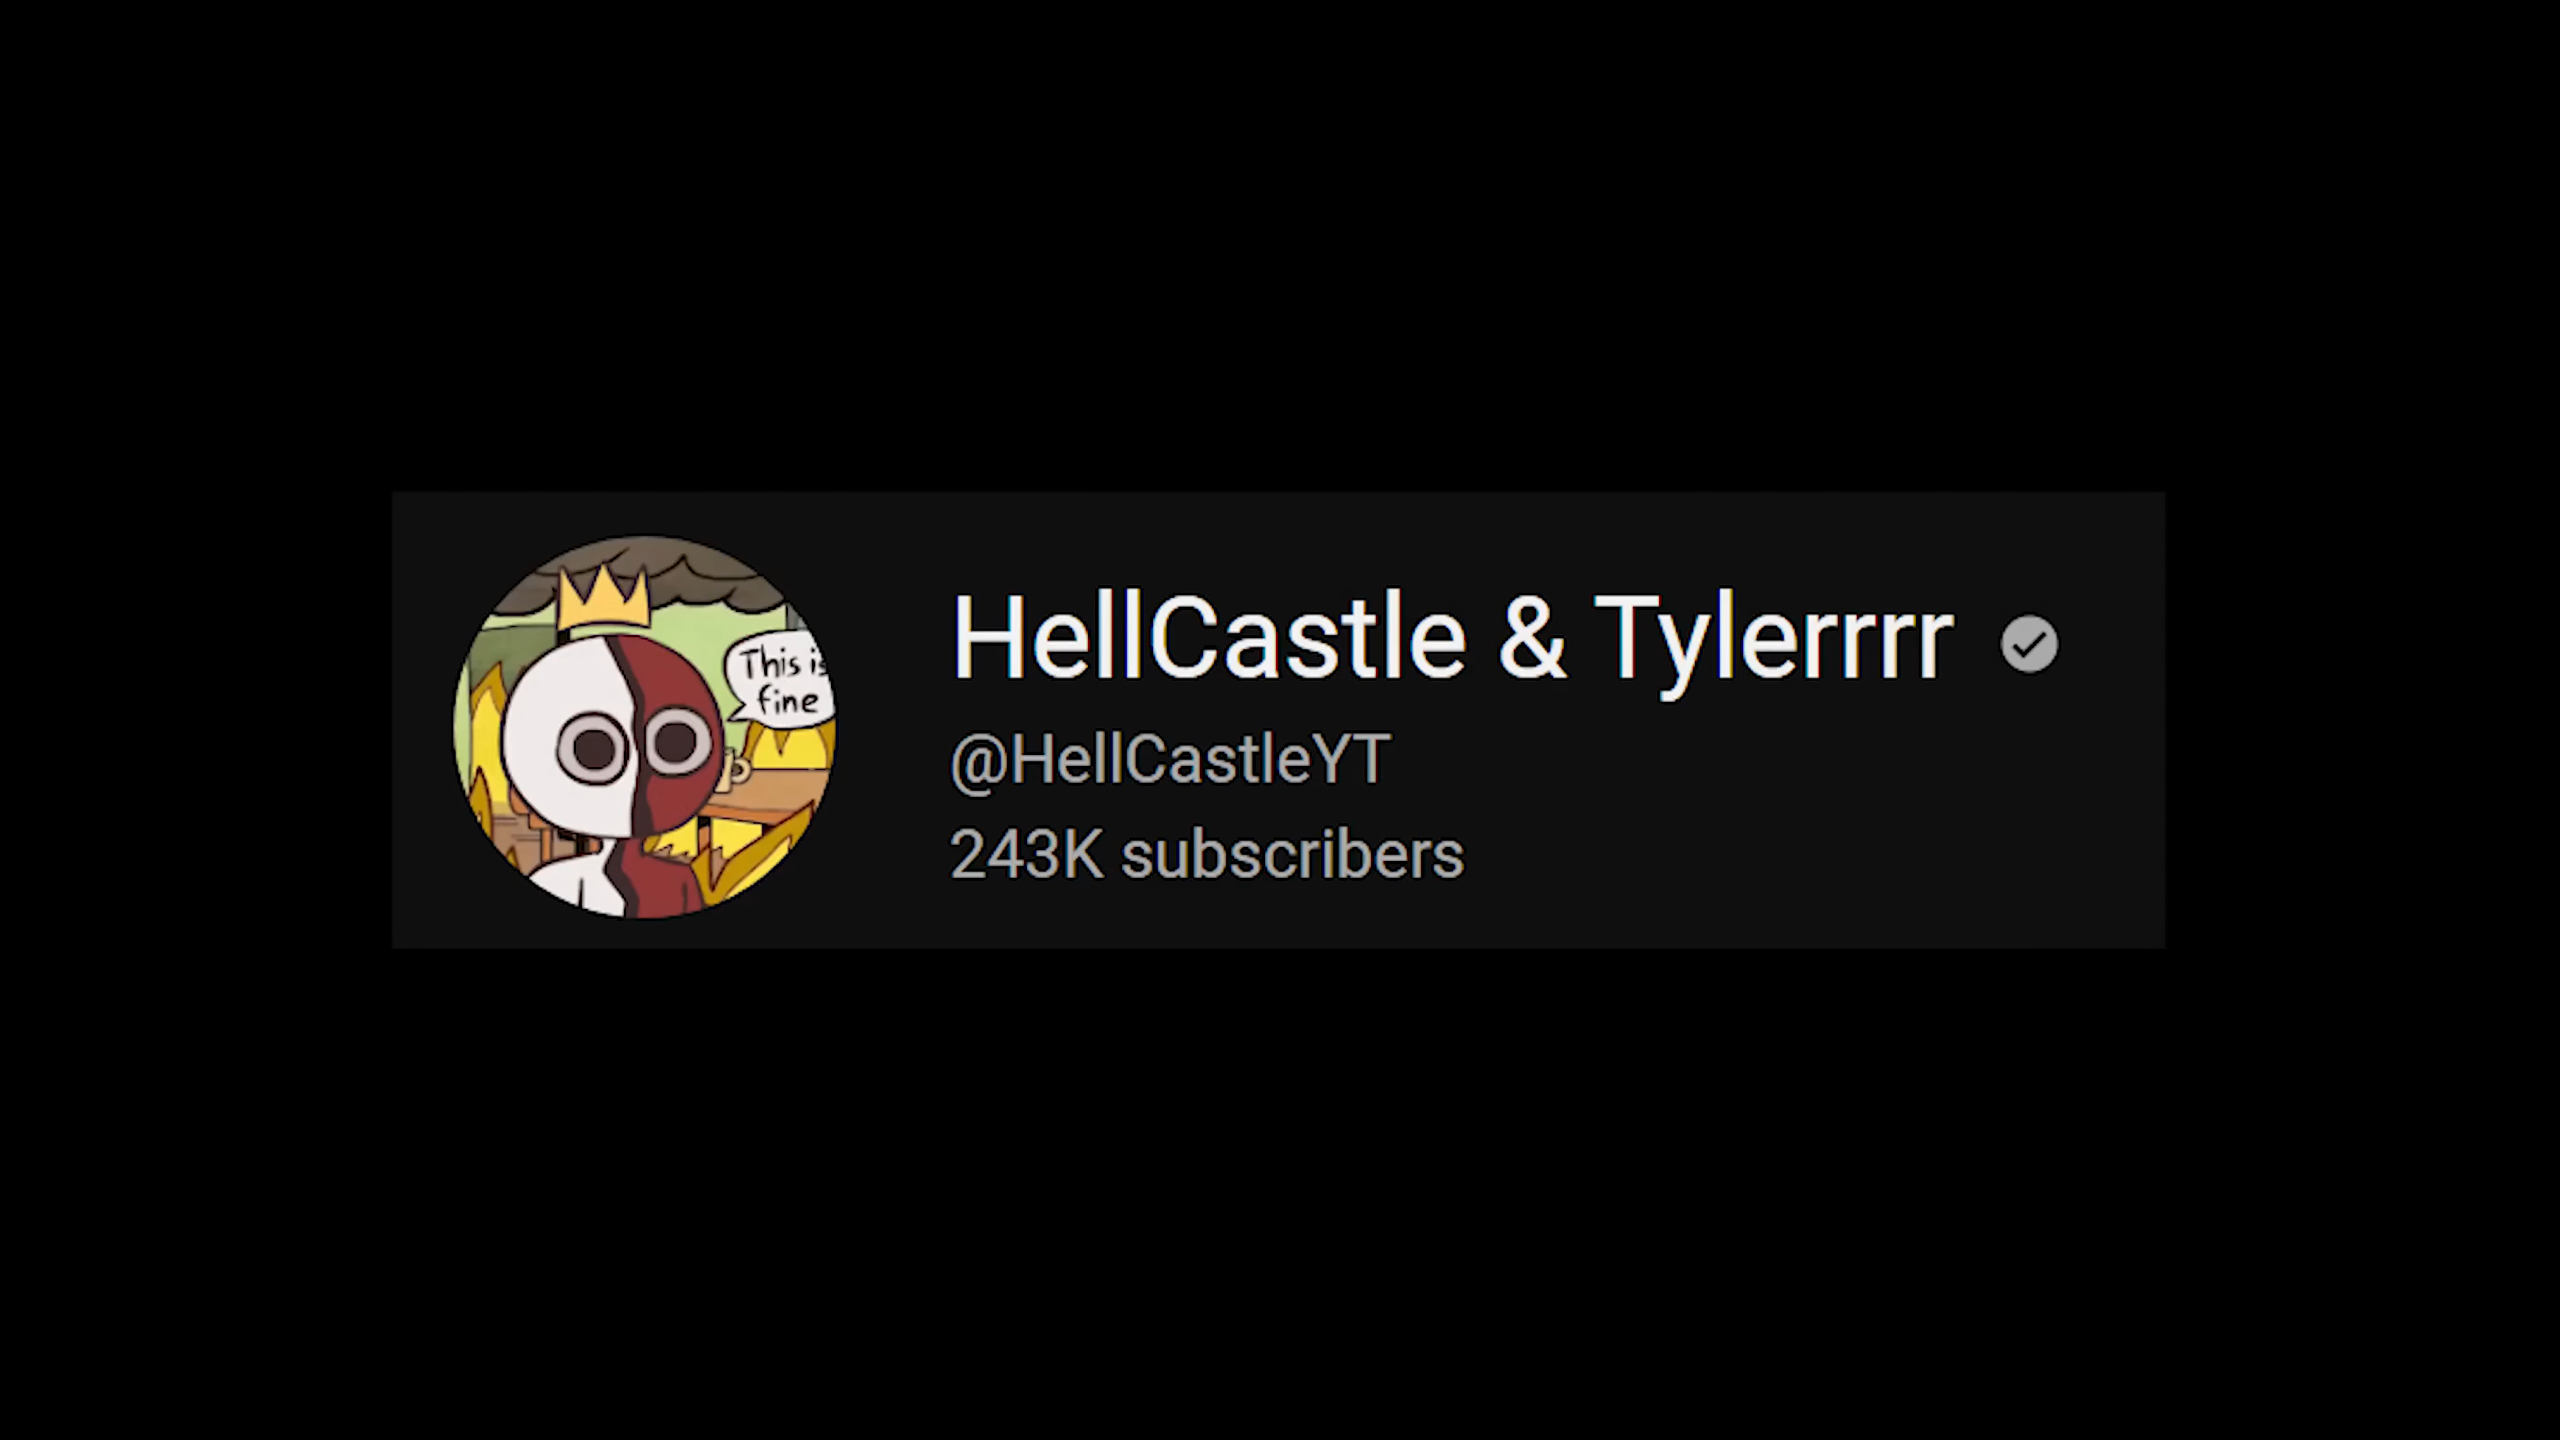 This is
fine
HellCastle & Tylerrrr
@HellCastleYT
243K subscribers